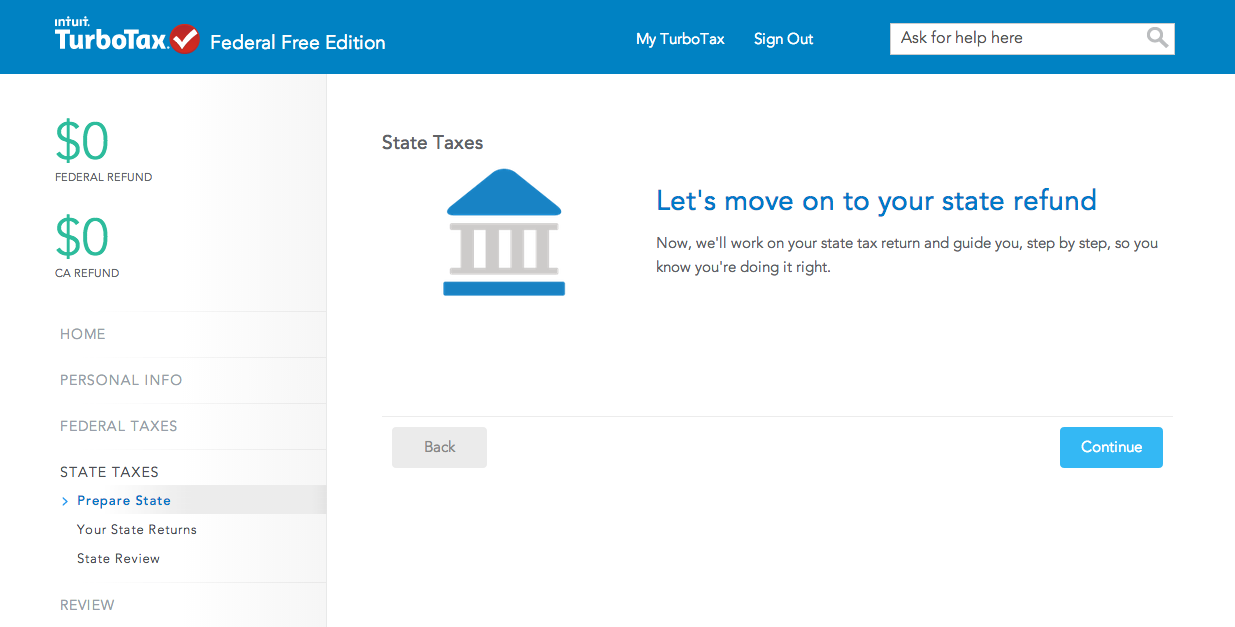 intuit.
TurboTax. Federal Free Edition
My TurboTax
Sign Out
Ask for help here
$0
FEDERAL REFUND
$0
CA REFUND
HOME
PERSONAL INFO
FEDERAL TAXES
STATE TAXES
Prepare State
Your State Returns
State Review
REVIEW
State Taxes
Let's move on to your state refund
Now, we'll work on your state tax return and guide you, step by step, so you
know you're doing it right.
Back
Continue